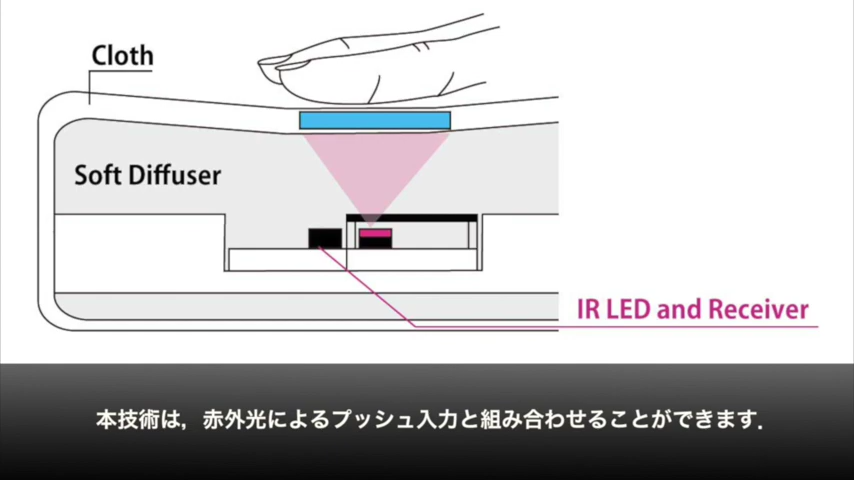 Cloth
Soft Diffuser
IR LED and Receiver
本技術は，赤外光によるプッシュ入力と組み合わせることができます．